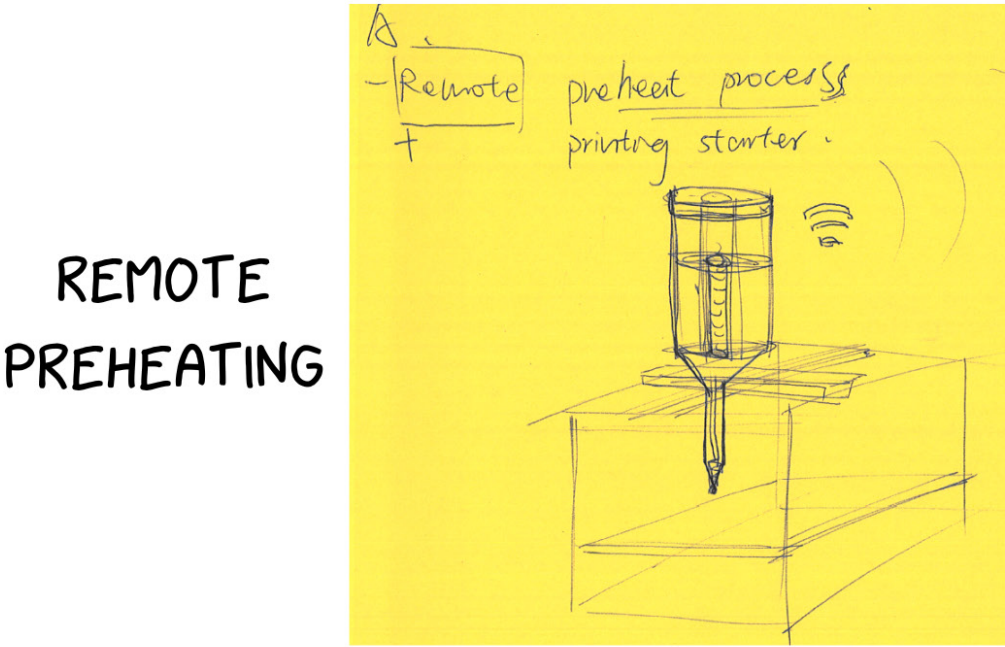 REMOTE
PREHEATING
A.
- Remote preheat process
+ printing starter.